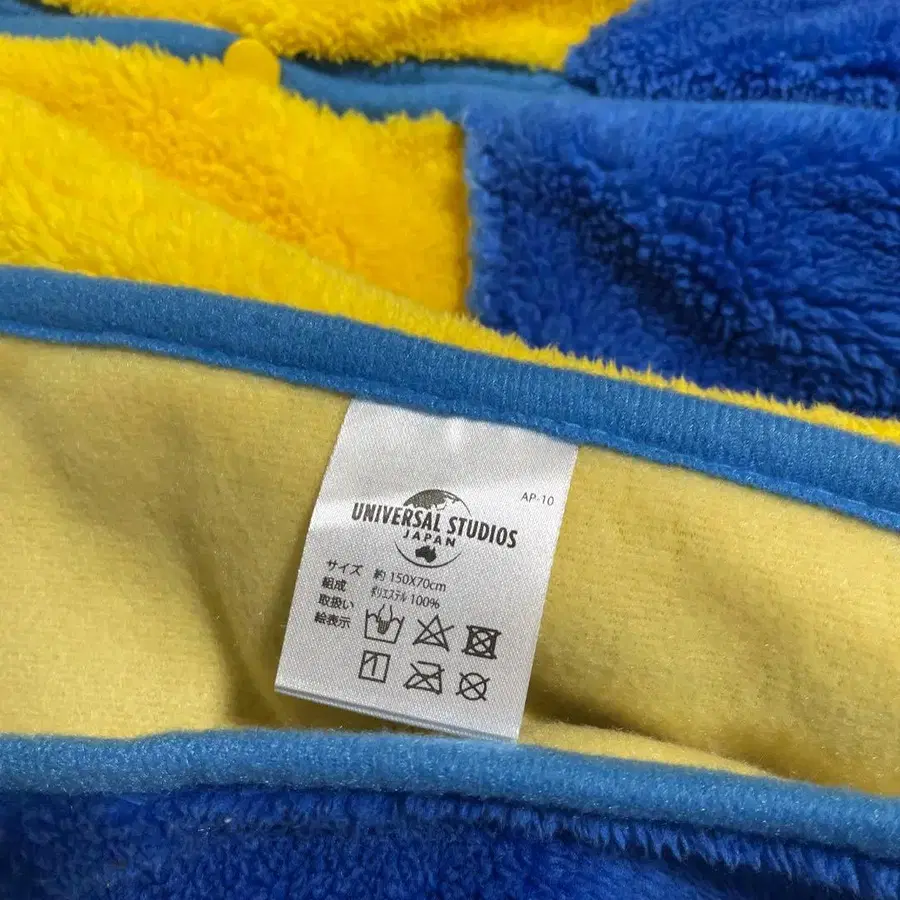 AP-10
UNIVERSAL STUDIOS
JAPAN
サイズ 約 150X70cm
組成 ポリエステル 100%
取扱い
絵表示